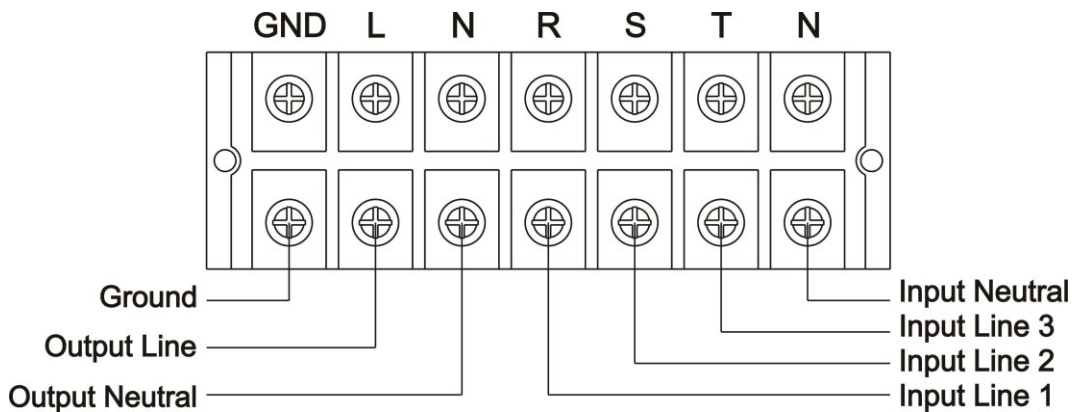 GND L N R S T N
Ground
Output Line
Output Neutral
Input Neutral
Input Line 3
Input Line 2
Input Line 1